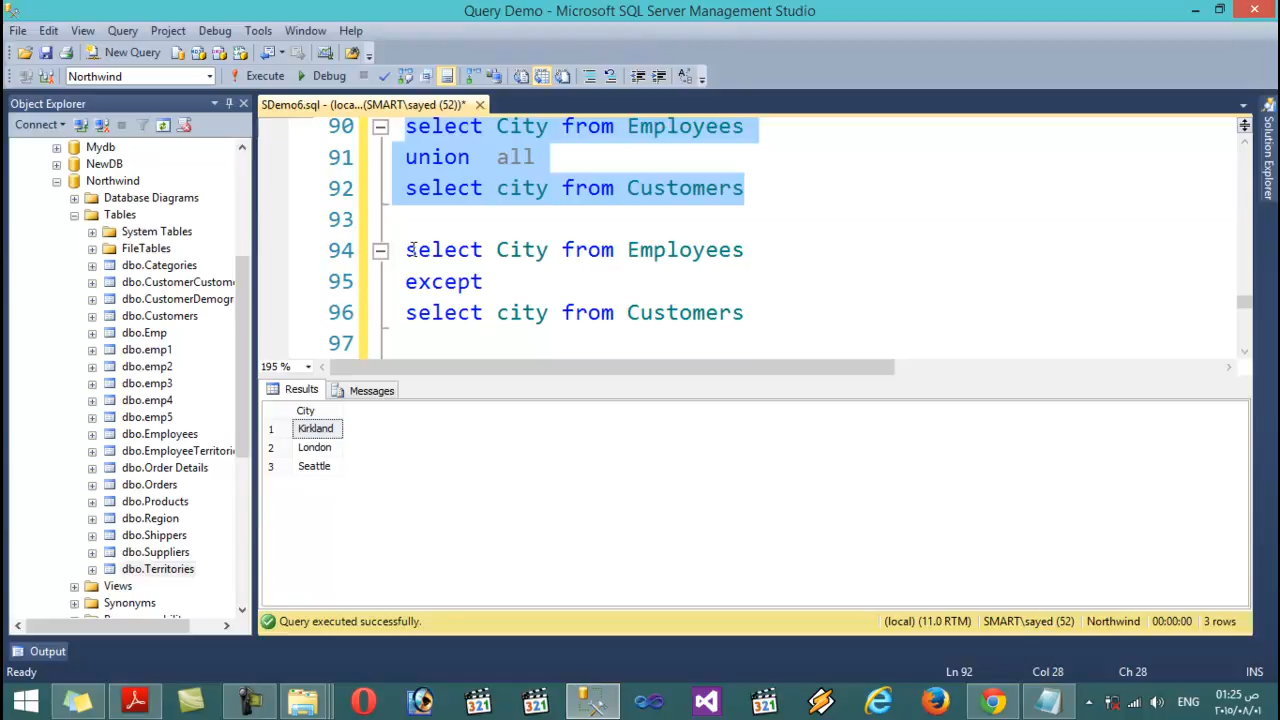 Query Demo - Microsoft SQL Server Management Studio
File Edit View Query Project Debug Tools Window Help
New Query
Northwind Execute Debug
Object Explorer
SDemo6.sql - (loca...(SMART\sayed (52))*
Connect
Mydb
NewDB
Northwind
Database Diagrams
Tables
System Tables
FileTables
dbo.Categories
dbo.CustomerCustome
dbo.CustomerDemogr
dbo.Customers
dbo.Emp
dbo.emp1
dbo.emp2
dbo.emp3
dbo.emp4
dbo.emp5
dbo.Employees
dbo.EmployeeTerritori
dbo.Order Details
dbo.Orders
dbo.Products
dbo.Region
dbo.Shippers
dbo.Suppliers
dbo.Territories
Views
Synonyms
90 select City from Employees
91 union all
92 select city from Customers
93
94 select City from Employees
95 except
96 select city from Customers
97
195 %
Results Messages
City
1 Kirkland
2 London
3 Seattle
Query executed successfully. (local) (11.0 RTM) SMART\sayed (52) Northwind 00:00:00 3 rows
Solution Explorer
Output
Ready Ln 92 Col 28 Ch 28 INS
321 321 321
ENG
01:25 ص